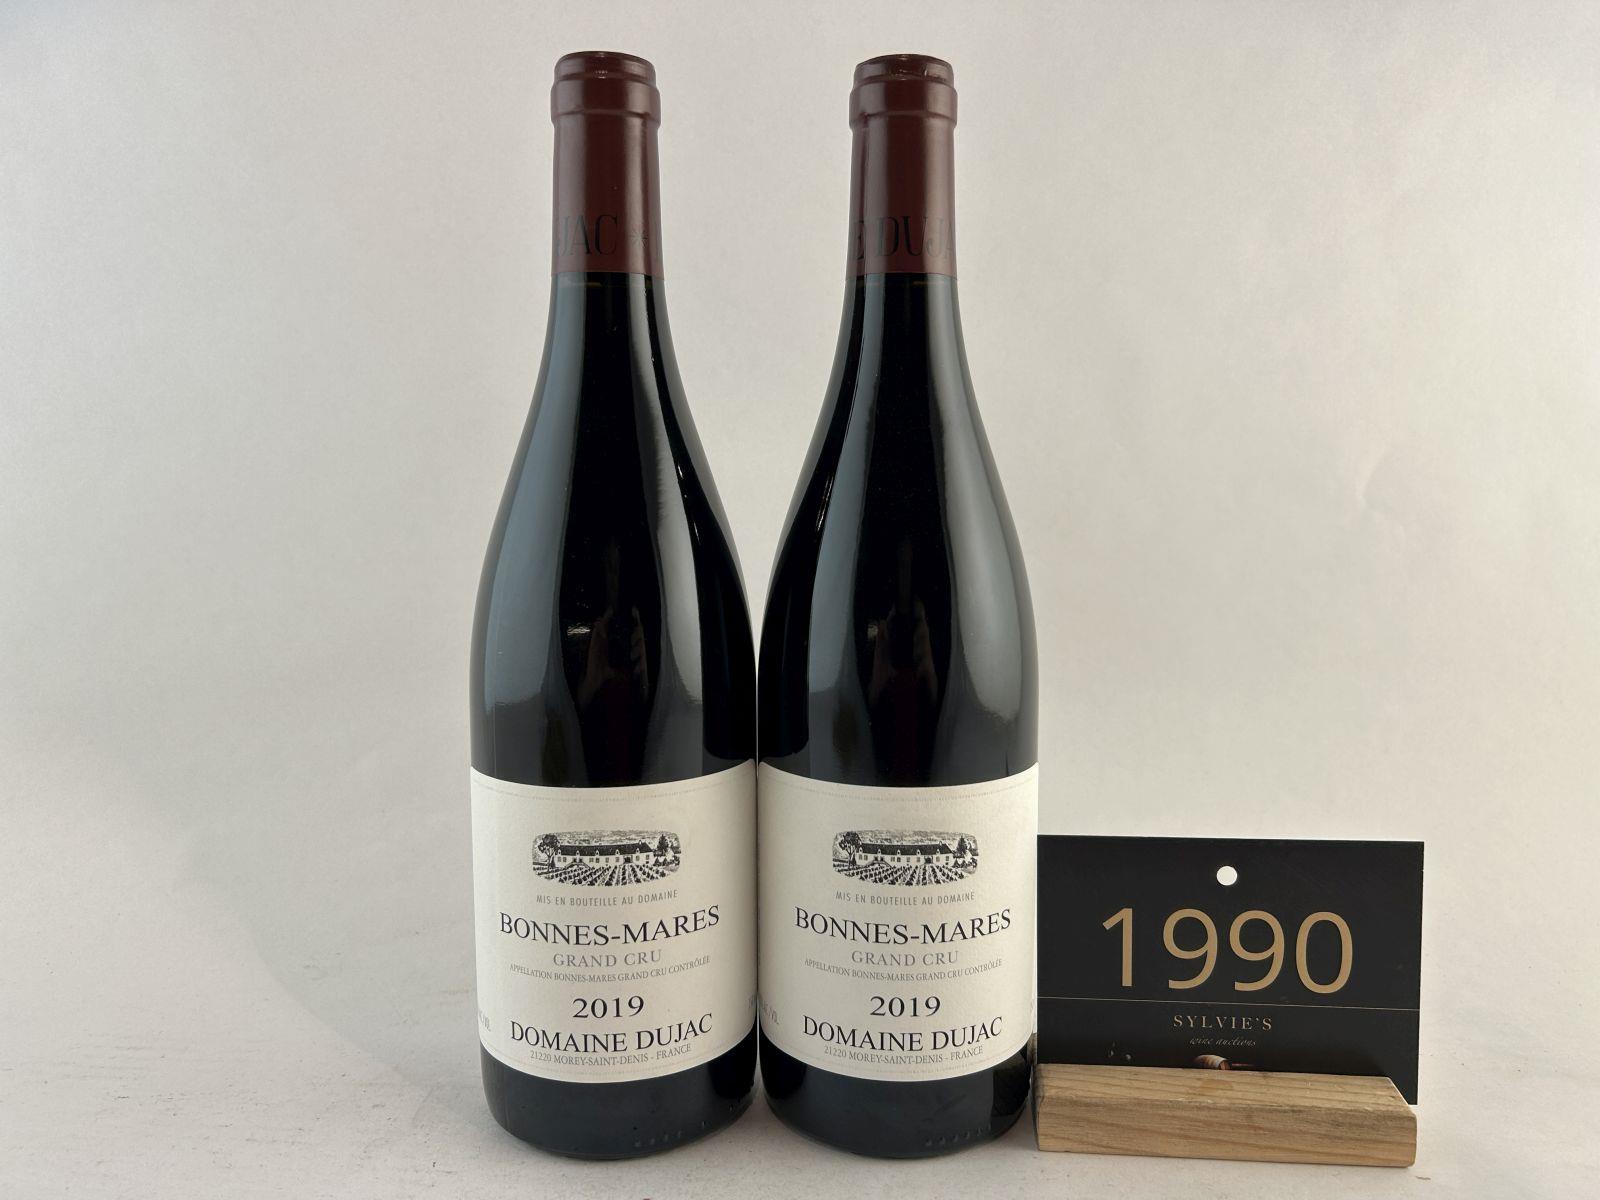 JAC *
E DUJA
MIS EN BOUTEILLE AU DOMAINE
BONNES-MARES
GRAND CRU
APPELLATION BONNES-MARES GRAND CRU CONTRÔLÉE
2019
DOMAINE DUJAC
21220 MOREY-SAINT-DENIS - FRANCE
MIS EN BOUTEILLE AU DOMAINE
BONNES-MARES
GRAND CRU
APPELLATION BONNES-MARES GRAND CRU CONTRÔLÉE
2019
DOMAINE DUJAC
21220 MOREY-SAINT-DENIS - FRANCE
1990
SYLVIE'S
wine auctions